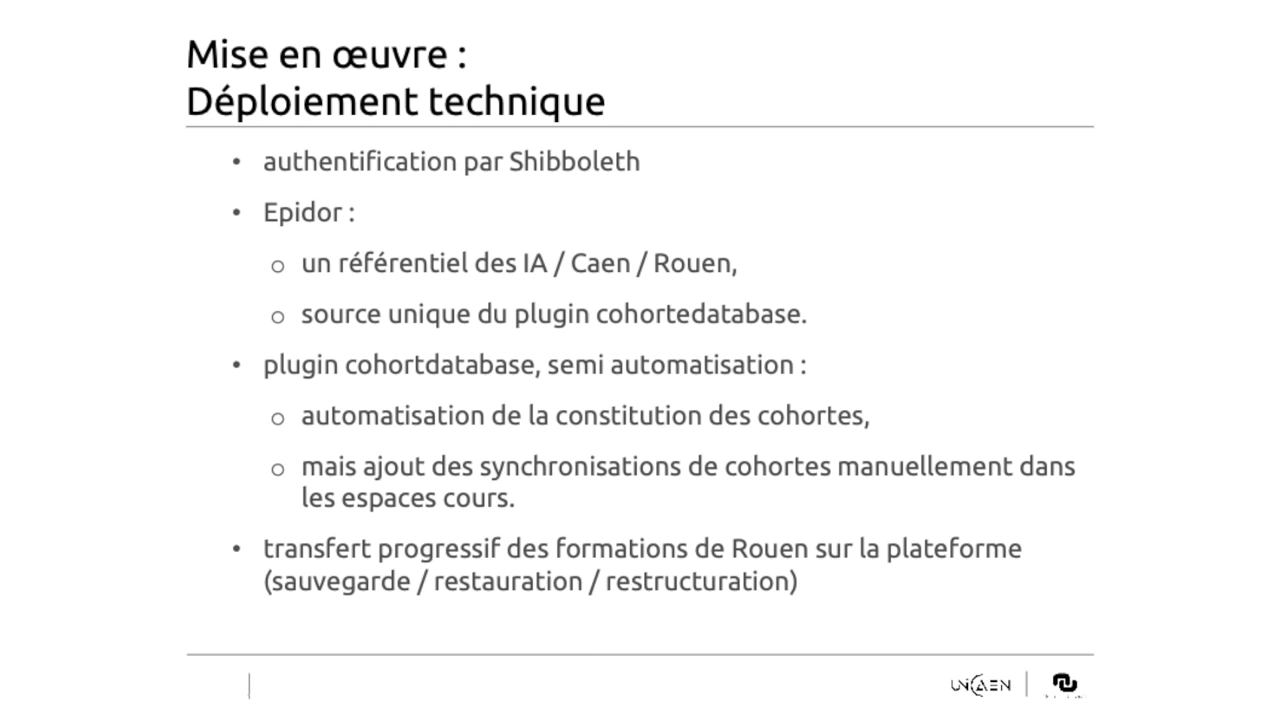 Mise en œuvre :
Déploiement technique
• authentification par Shibboleth
• Epidor :
o un référentiel des IA / Caen / Rouen,
o source unique du plugin cohortedatabase.
• plugin cohortdatabase, semi automatisation :
o automatisation de la constitution des cohortes,
o mais ajout des synchronisations de cohortes manuellement dans
les espaces cours.
• transfert progressif des formations de Rouen sur la plateforme
(sauvegarde / restauration / restructuration)
UNICAEN